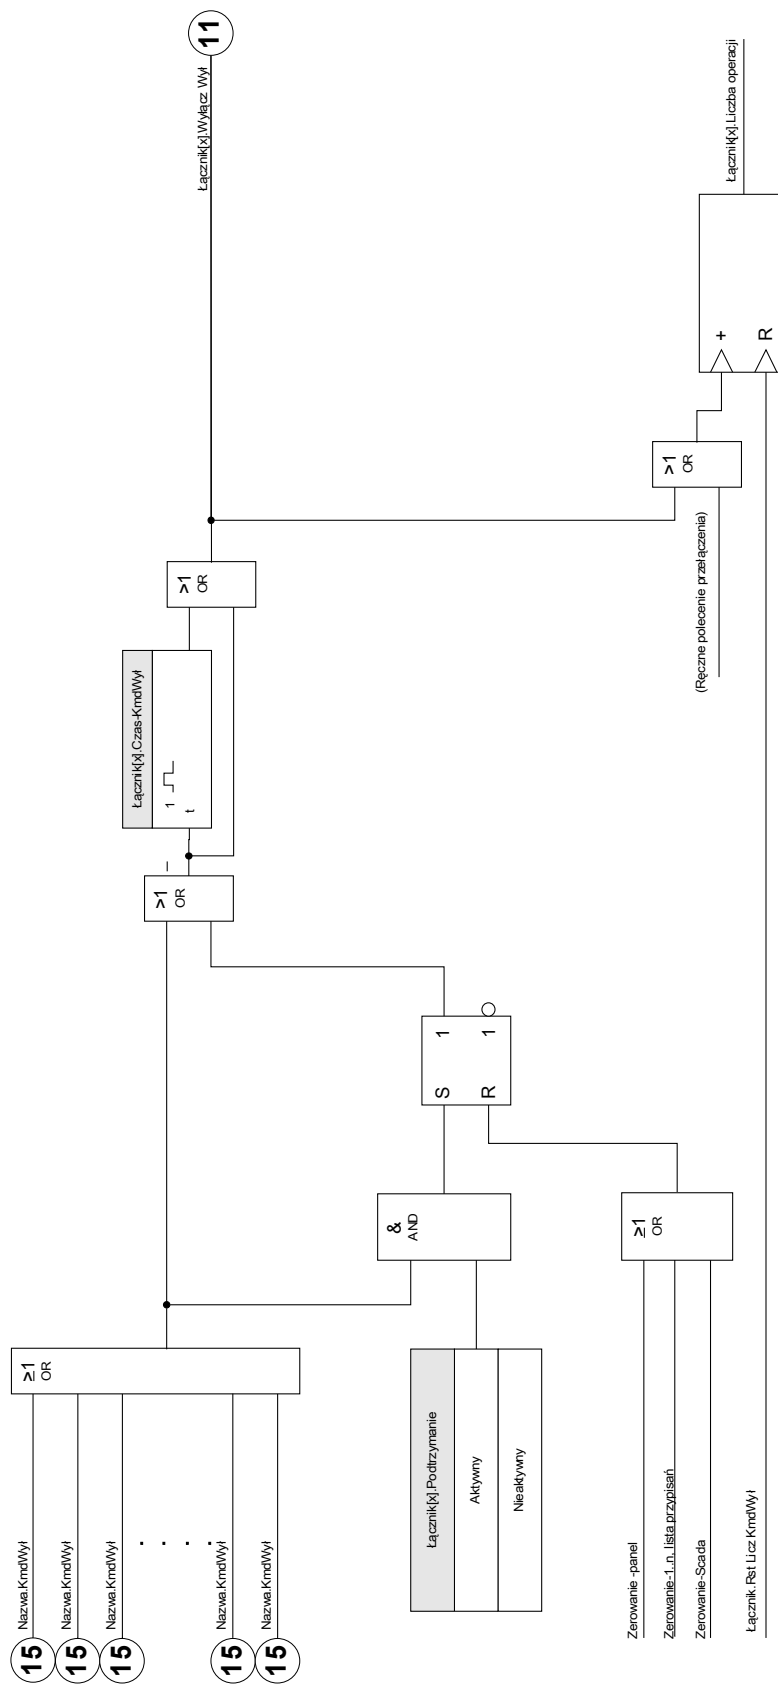 15
Nazwa.KmdWył
15
Nazwa.KmdWył
15
Nazwa.KmdWył
. . . .
15
Nazwa.KmdWył
15
Nazwa.KmdWył
≥1
OR
Łącznik[x].Podtrzymanie
Aktywny
Nieaktywny
&
AND
Zerowanie -panel
Zerowanie-1..n, lista przypisań
Zerowanie-Scada
≥1
OR
S 1
R 1
>1
OR
Łącznik[x].Czas-KmdWył
1
t
>1
OR
Łącznik[x].Wyłącz Wył
11
(Ręczne polecenie przełączenia)
>1
OR
Łącznik.Rst Licz KmdWył
+
R
Łącznik[x].Liczba operacji